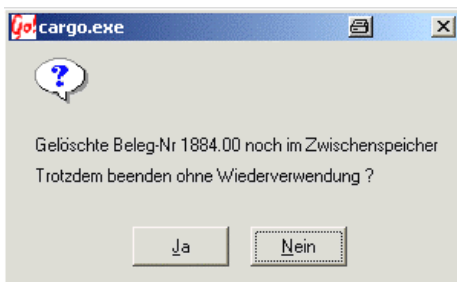 Go! cargo.exe
?
Gelöschte Beleg-Nr 1884.00 noch im Zwischenspeicher
Trotzdem beenden ohne Wiederverwendung ?
Ja
Nein